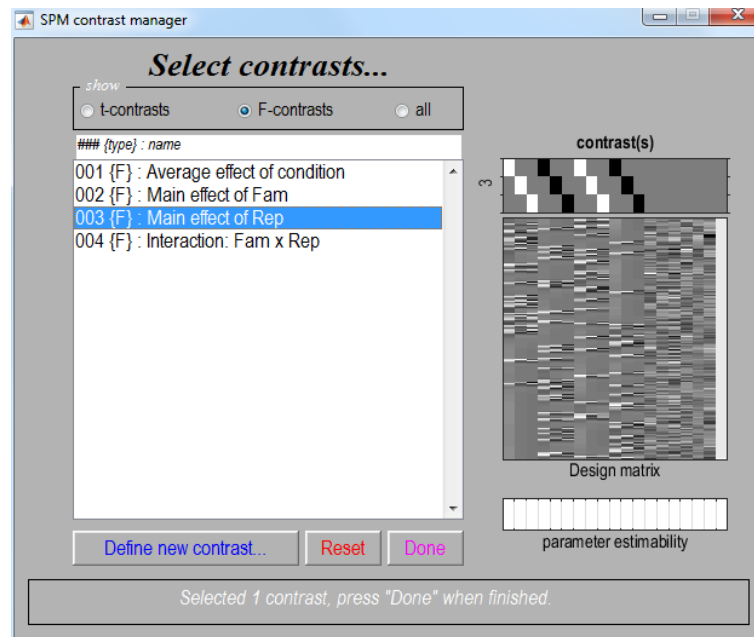 SPM contrast manager
Select contrasts...
show
t-contrasts F-contrasts all
### {type} : name
001 {F} : Average effect of condition
002 {F} : Main effect of Fam
003 {F} : Main effect of Rep
004 {F} : Interaction: Fam x Rep
contrast(s)
3
Design matrix
parameter estimability
Define new contrast... Reset Done
Selected 1 contrast, press "Done" when finished.